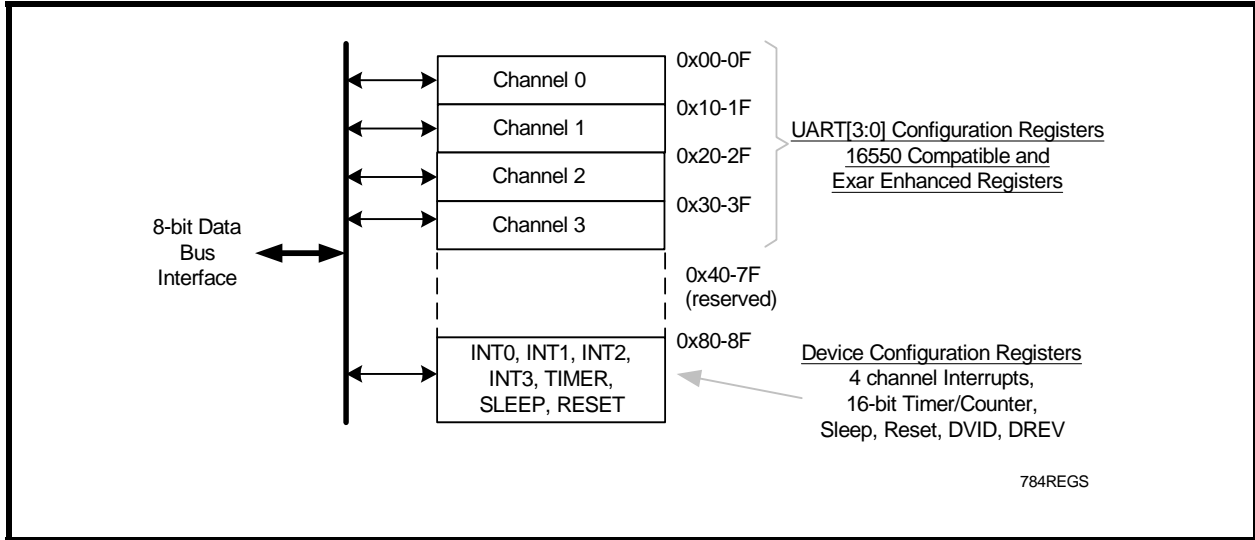 8-bit Data
Bus
Interface
Channel 0
0x00-0F
Channel 1
0x10-1F
Channel 2
0x20-2F
Channel 3
0x30-3F
UART[3:0] Configuration Registers
16550 Compatible and
Exar Enhanced Registers
0x40-7F
(reserved)
0x80-8F
INT0, INT1, INT2,
INT3, TIMER,
SLEEP, RESET
Device Configuration Registers
4 channel Interrupts,
16-bit Timer/Counter,
Sleep, Reset, DVID, DREV
784REGS